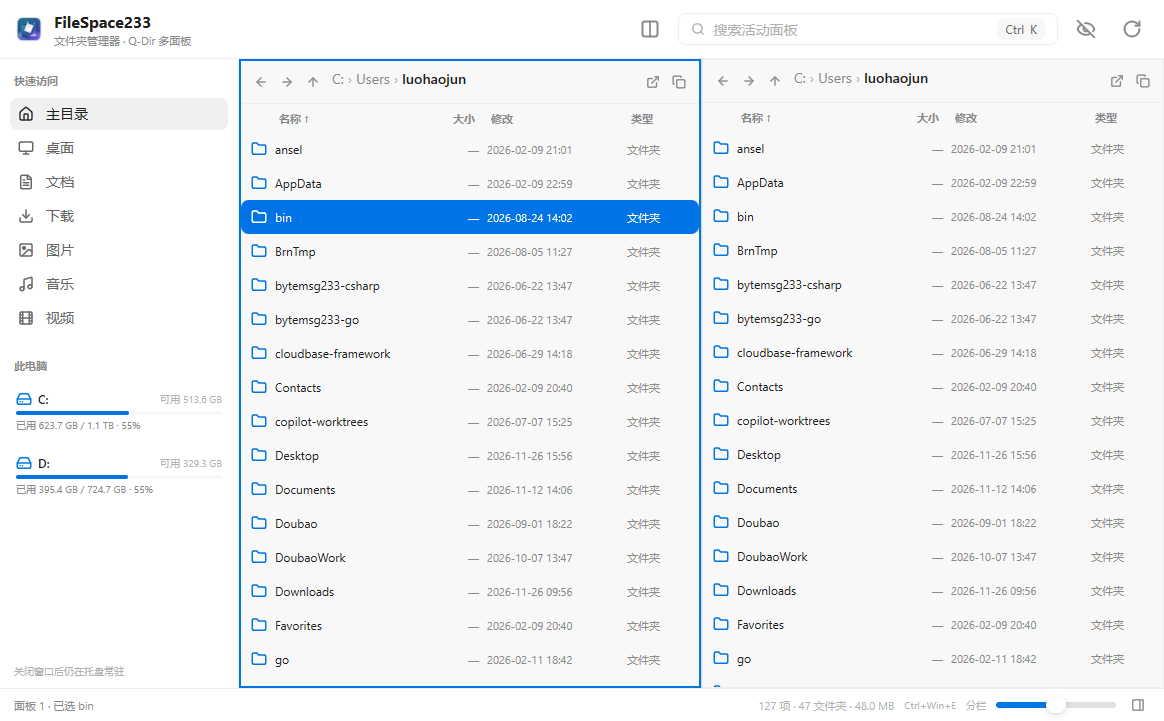 FileSpace233
文件夹管理器 · Q-Dir 多面板
搜索活动面板
Ctrl K
快速访问
主目录
桌面
文档
下载
图片
音乐
视频
此电脑
C:
可用 513.6 GB
已用 623.7 GB / 1.1 TB · 55%
D:
可用 329.3 GB
已用 395.4 GB / 724.7 GB · 55%
关闭窗口后仍在托盘常驻
C: › Users › luohaojun
名称 ↑ 大小 修改 类型
ansel — 2026-02-09 21:01 文件夹
AppData — 2026-02-09 22:59 文件夹
bin — 2026-08-24 14:02 文件夹
BrnTmp — 2026-08-05 11:27 文件夹
bytemsg233-csharp — 2026-06-22 13:47 文件夹
bytemsg233-go — 2026-06-22 13:47 文件夹
cloudbase-framework — 2026-06-29 14:18 文件夹
Contacts — 2026-02-09 20:40 文件夹
copilot-worktrees — 2026-07-07 15:25 文件夹
Desktop — 2026-11-26 15:56 文件夹
Documents — 2026-11-12 14:06 文件夹
Doubao — 2026-09-01 18:22 文件夹
DoubaoWork — 2026-10-07 13:47 文件夹
Downloads — 2026-11-26 09:56 文件夹
Favorites — 2026-02-09 20:40 文件夹
go — 2026-02-11 18:42 文件夹
C: › Users › luohaojun
名称 ↑ 大小 修改 类型
ansel — 2026-02-09 21:01 文件夹
AppData — 2026-02-09 22:59 文件夹
bin — 2026-08-24 14:02 文件夹
BrnTmp — 2026-08-05 11:27 文件夹
bytemsg233-csharp — 2026-06-22 13:47 文件夹
bytemsg233-go — 2026-06-22 13:47 文件夹
cloudbase-framework — 2026-06-29 14:18 文件夹
Contacts — 2026-02-09 20:40 文件夹
copilot-worktrees — 2026-07-07 15:25 文件夹
Desktop — 2026-11-26 15:56 文件夹
Documents — 2026-11-12 14:06 文件夹
Doubao — 2026-09-01 18:22 文件夹
DoubaoWork — 2026-10-07 13:47 文件夹
Downloads — 2026-11-26 09:56 文件夹
Favorites — 2026-02-09 20:40 文件夹
go — 2026-02-11 18:42 文件夹
面板 1 · 已选 bin
127 项 · 47 文件夹 · 48.0 MB
Ctrl+Win+E
分栏